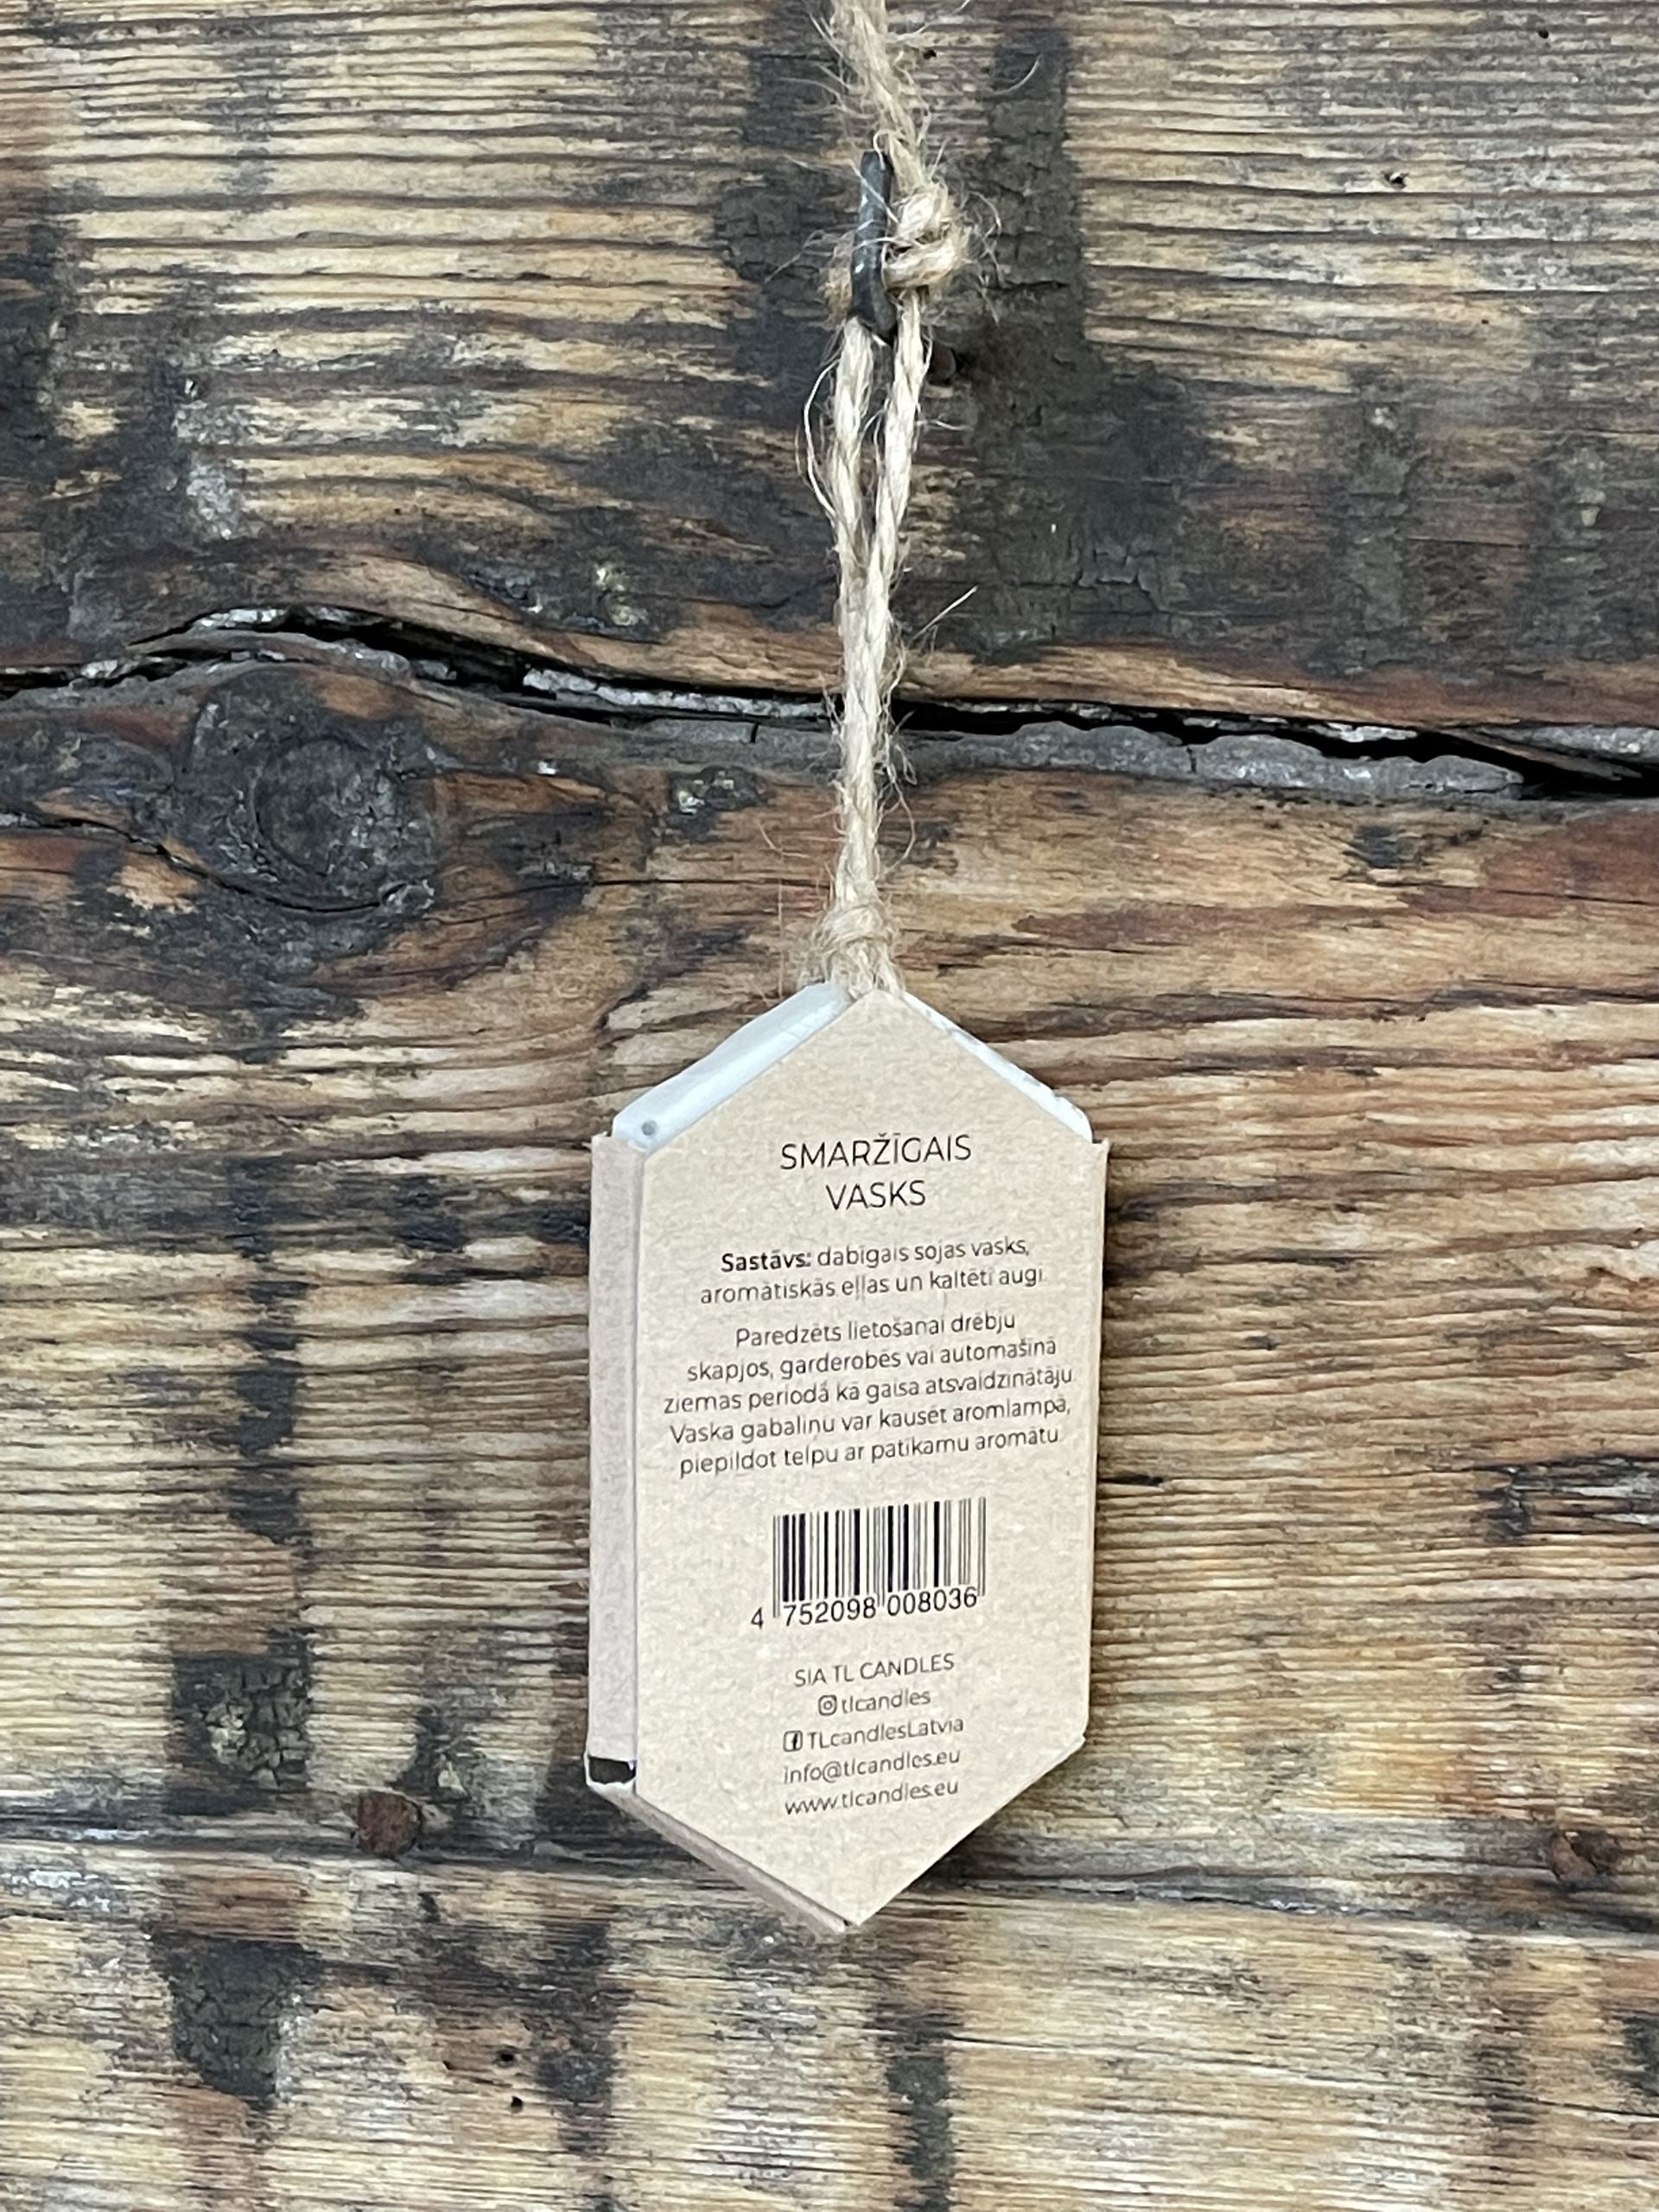 SMARŽĪGAIS
VASKS
Sastāvs: dabīgais sojas vasks,
aromātiskās eļļas un kaltēti augi.
Paredzēts lietošanai drēbju
skapjos, garderobēs vai automašīnā
ziemas periodā kā gaisa atsvaidzinātāju.
Vaska gabaliņu var kausēt aromlampā,
piepildot telpu ar patīkamu aromātu.
4 752098 008036
SIA TL CANDLES
tlcandles
TLcandlesLatvia
info@tlcandles.eu
www.tlcandles.eu